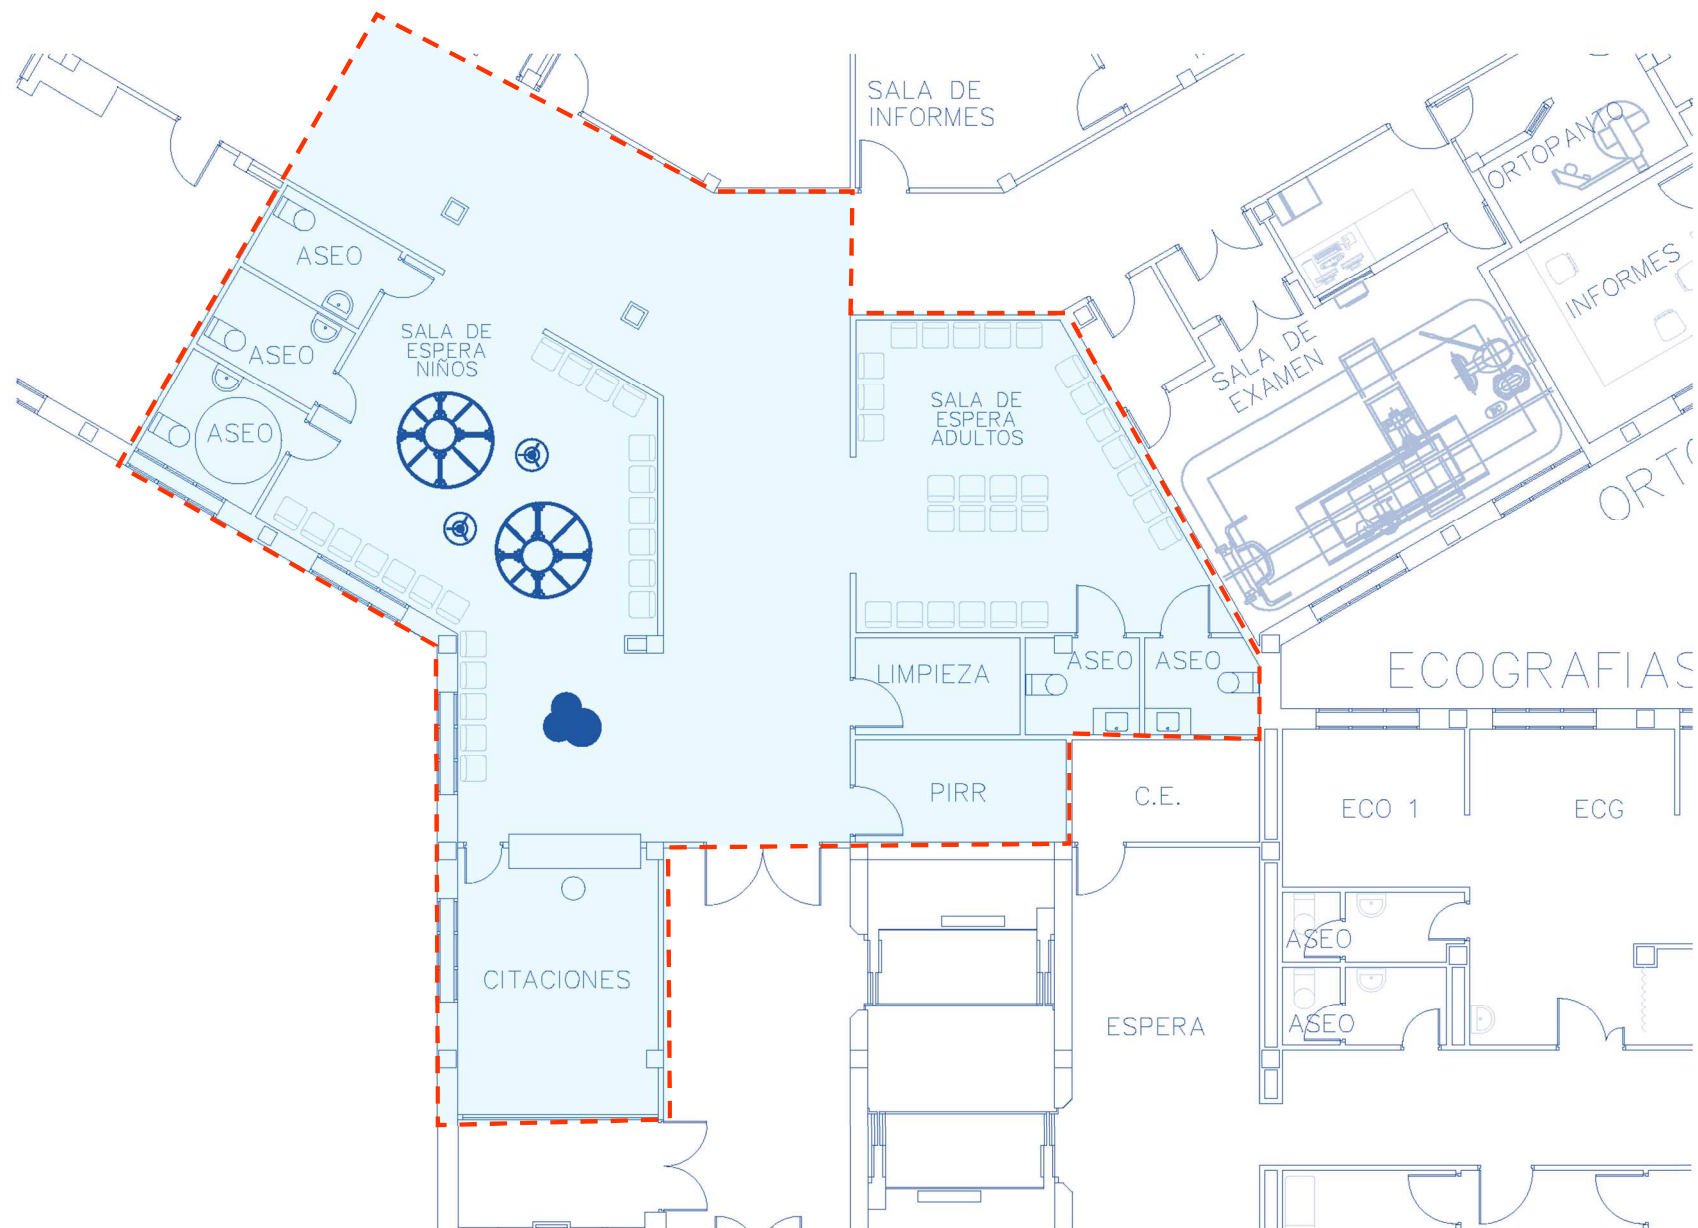 SALA DE
INFORMES
ORTOPANTO
ASEO
INFORMES
SALA DE
ESPERA
NIÑOS
ASEO
SALA DE
EXAMEN
SALA DE
ESPERA
ADULTOS
ASEO
ORTO
ASEO
ASEO
LIMPIEZA
ECOGRAFIAS
PIRR
C.E.
ECO 1
ECG
ASEO
CITACIONES
ESPERA
ASEO